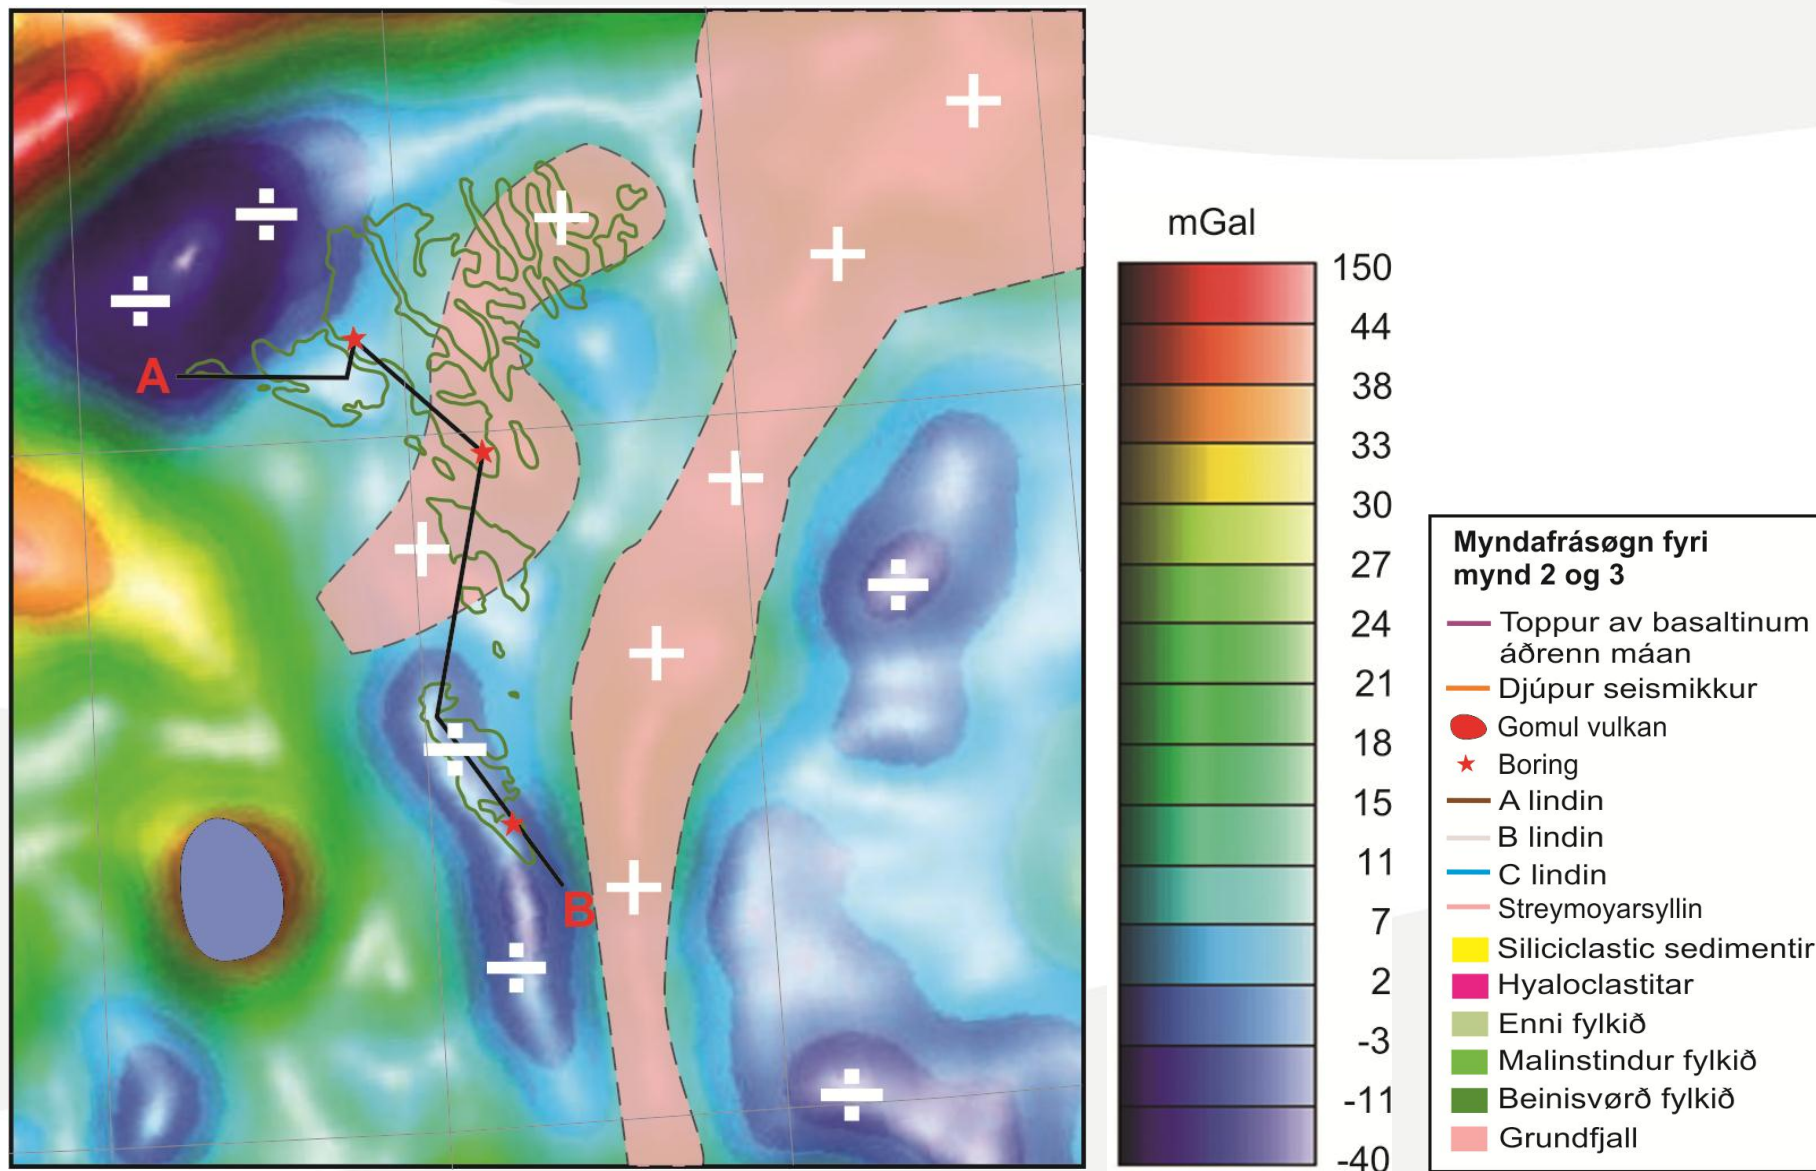 A
B
mGal
150
44
38
33
30
27
24
21
18
15
11
7
2
-3
-11
-40
Myndafrásøgn fyri
mynd 2 og 3
Toppur av basaltinum
áðrenn máan
Djúpur seismikkur
Gomul vulkan
Boring
A lindin
B lindin
C lindin
Streymoyarsyllin
Siliciclastic sedimentir
Hyaloclastitar
Enni fylkið
Malinstindur fylkið
Beinisvørð fylkið
Grundfjall